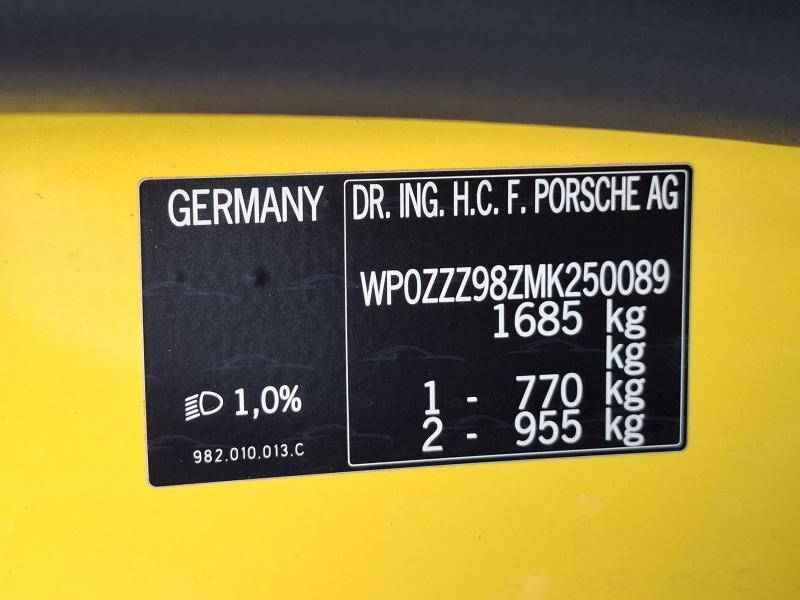 GERMANY
1,0%
982.010.013.C
DR. ING. H.C. F. PORSCHE AG
WP0ZZZ98ZMK250089
1685 kg
kg
1 - 770 kg
2 - 955 kg